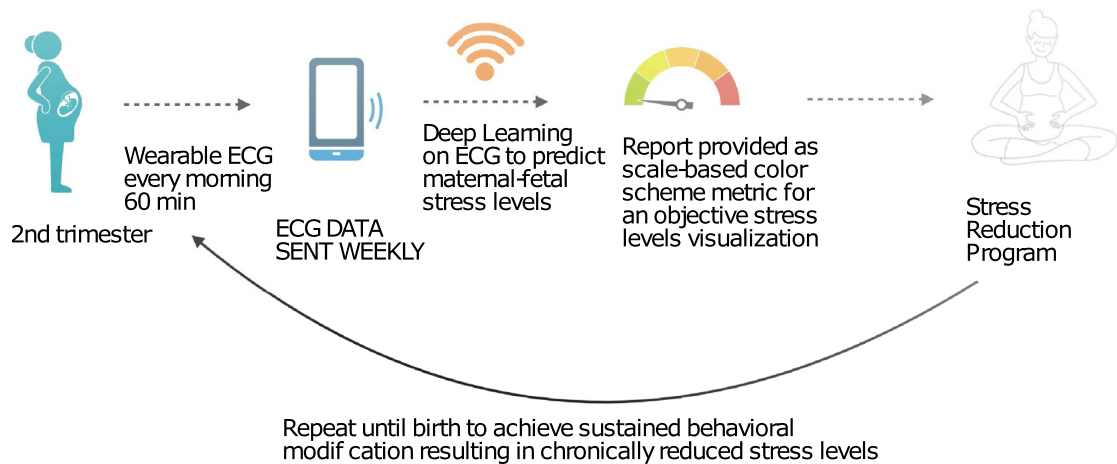 Wearable ECG
every morning
60 min
2nd trimester
ECG DATA
SENT WEEKLY
Deep Learning
on ECG to predict
maternal-fetal
stress levels
Report provided as
scale-based color
scheme metric for
an objective stress
levels visualization
Stress
Reduction
Program
Repeat until birth to achieve sustained behavioral
modif cation resulting in chronically reduced stress levels